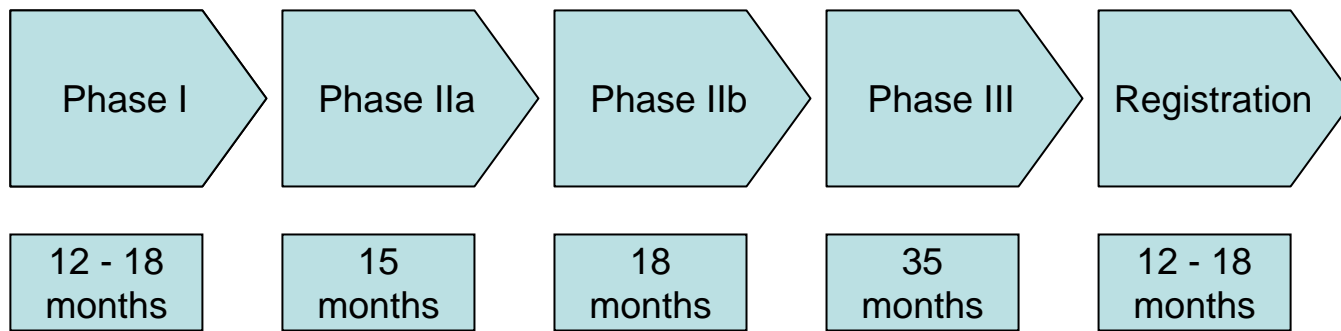 Phase I
Phase IIa
Phase IIb
Phase III
Registration
12 - 18
months
15
months
18
months
35
months
12 - 18
months